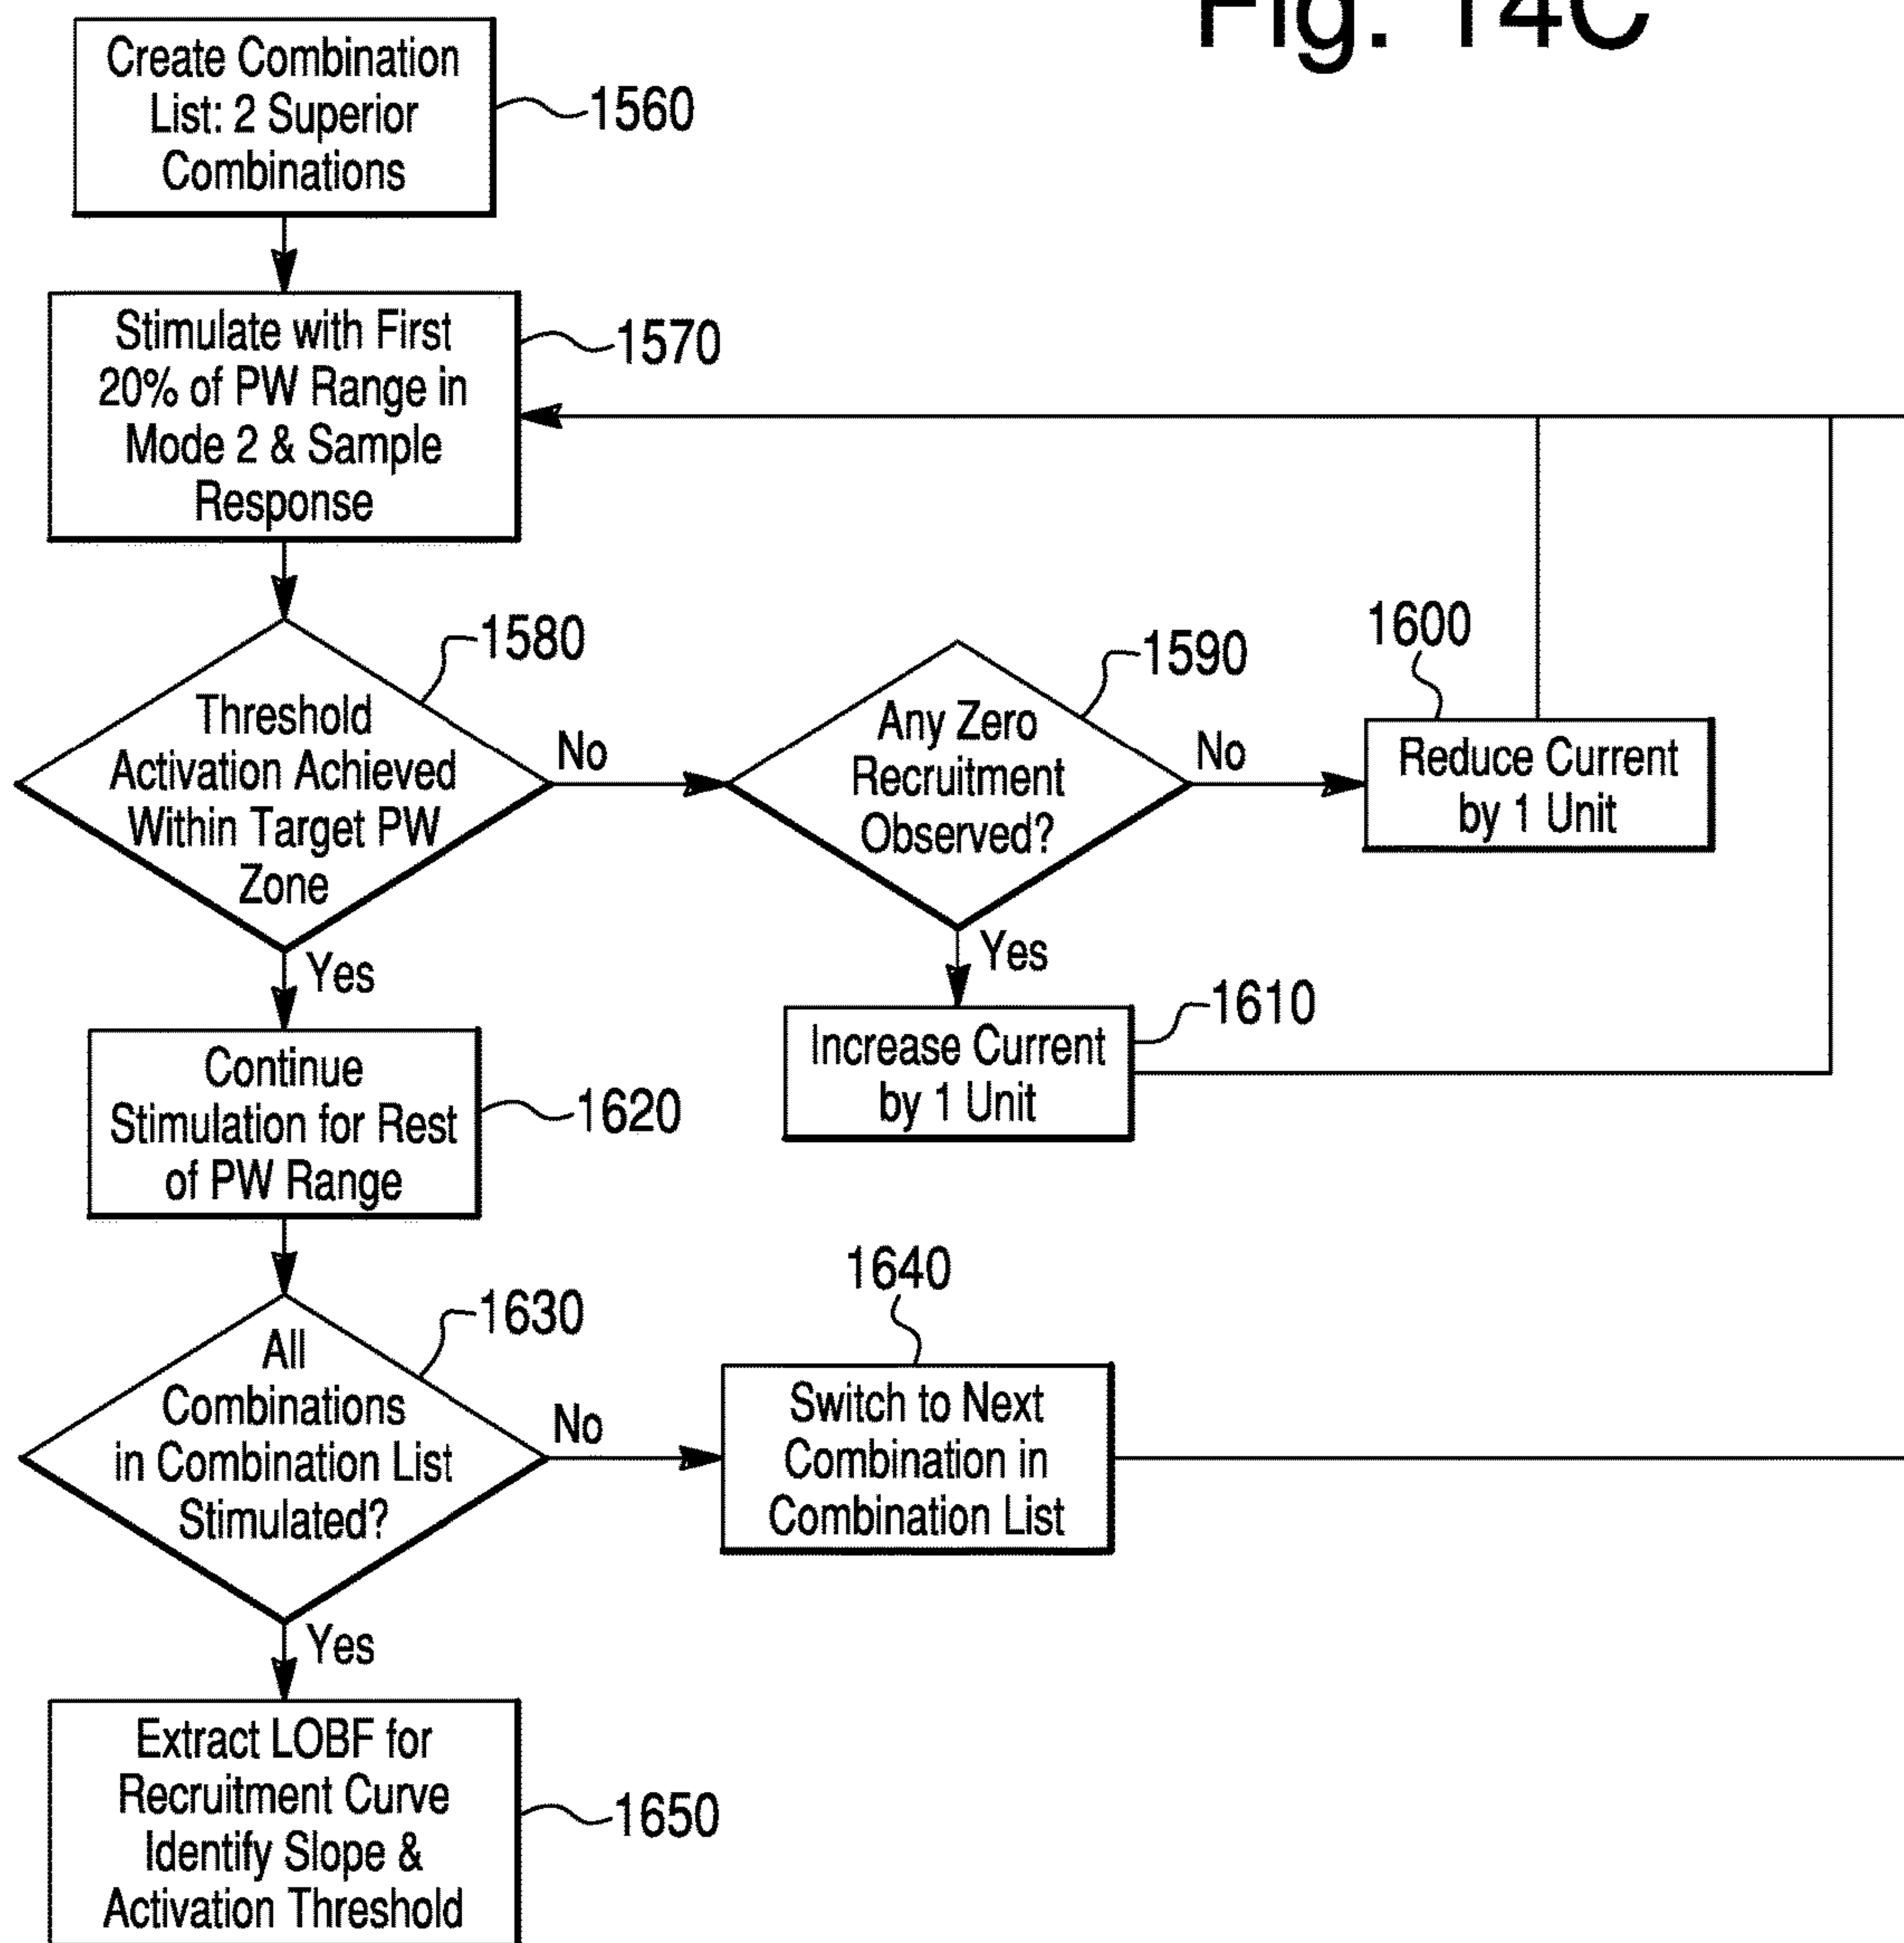 Fig. 14C
Create Combination
List: 2 Superior
Combinations
1560
Stimulate with First
20% of PW Range in
Mode 2 & Sample
Response
1570
Threshold
Activation Achieved
Within Target PW
Zone
1580
No
Any Zero
Recruitment
Observed?
1590
No
1600
Reduce Current
by 1 Unit
Yes
Yes
Increase Current
by 1 Unit
1610
Continue
Stimulation for Rest
of PW Range
1620
All
Combinations
in Combination List
Stimulated?
1630
No
1640
Switch to Next
Combination in
Combination List
Yes
Extract LOBF for
Recruitment Curve
Identify Slope &
Activation Threshold
1650